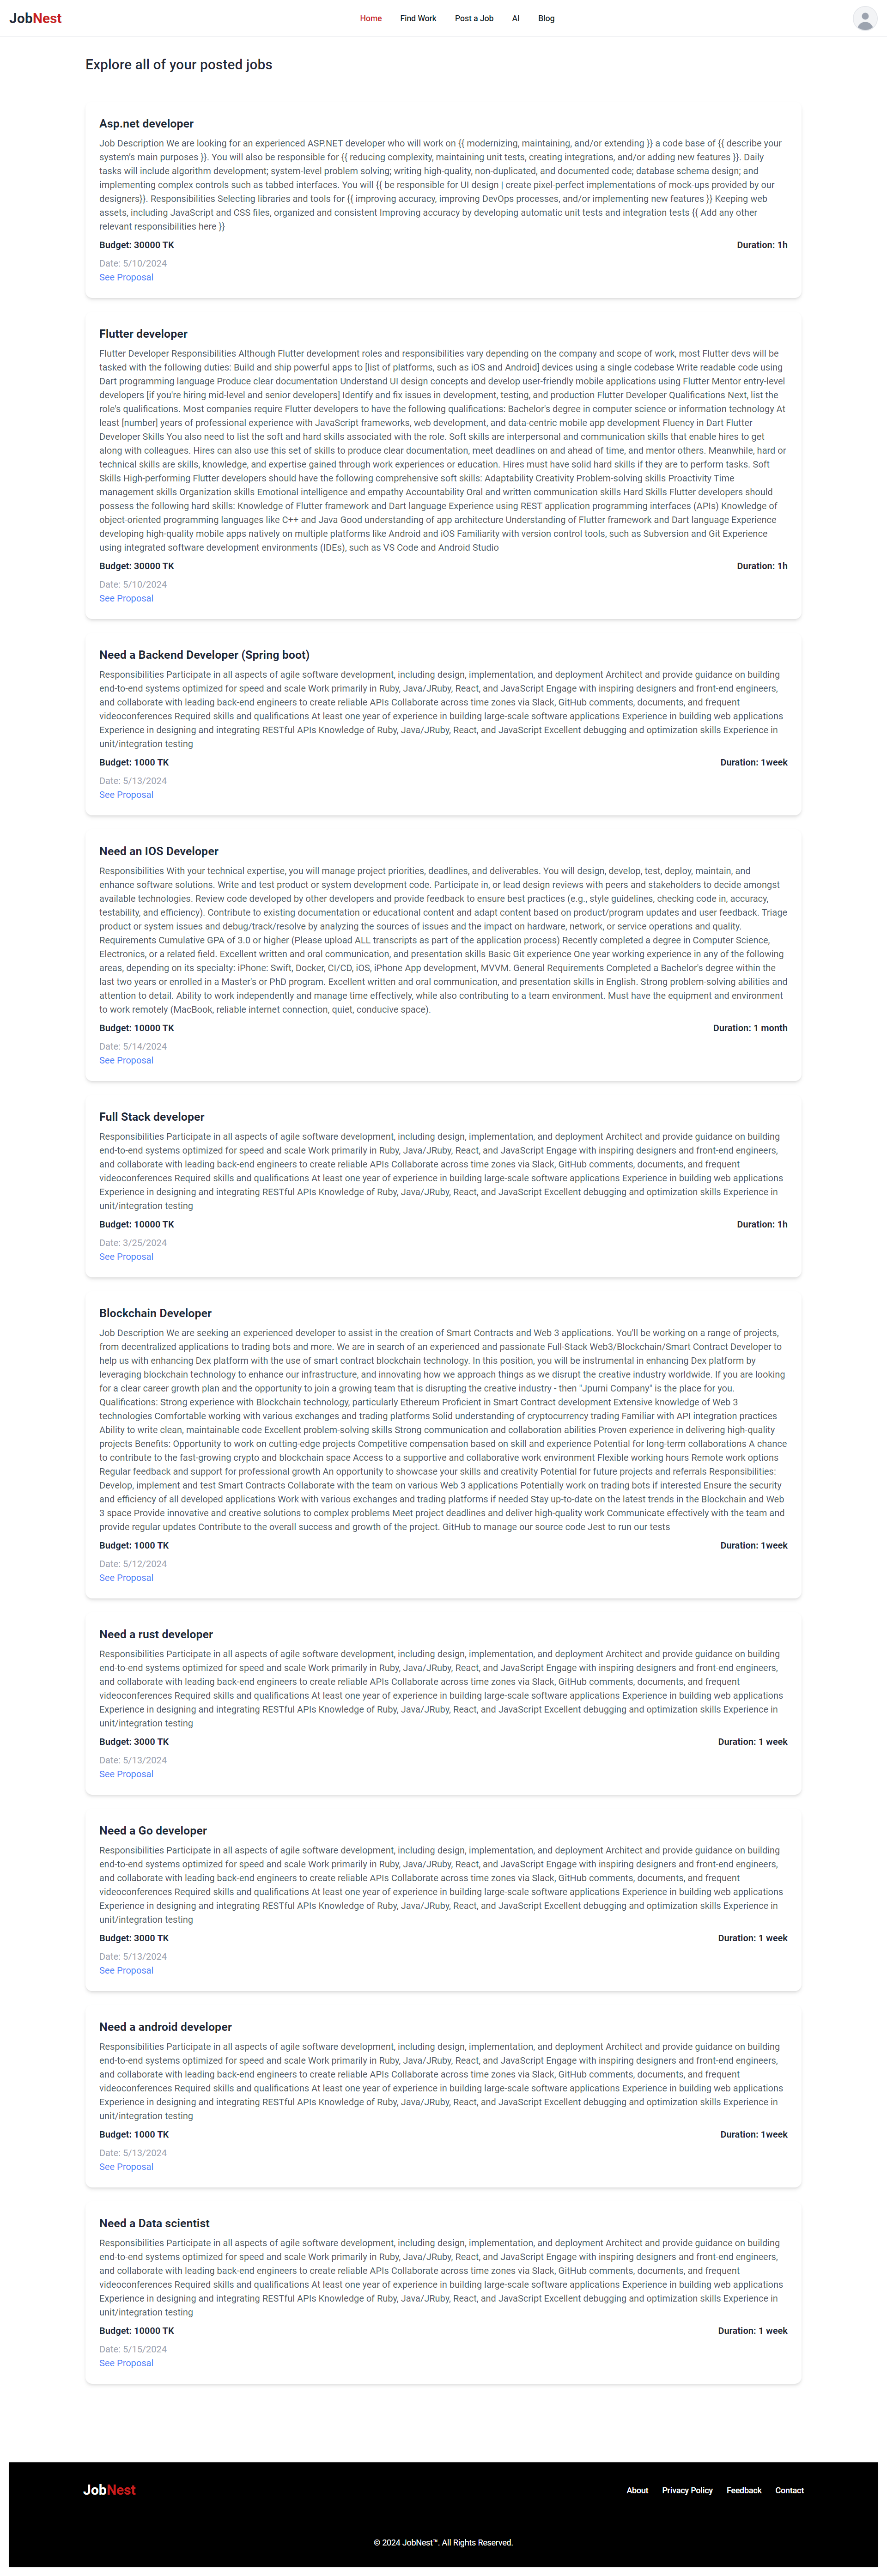 JobNest
Home Find Work Post a Job AI Blog
Explore all of your posted jobs
Asp.net developer
Job Description We are looking for an experienced ASP.NET developer who will work on {{ modernizing, maintaining, and/or extending }} a code base of {{ describe your
system's main purposes }}. You will also be responsible for {{ reducing complexity, maintaining unit tests, creating integrations, and/or adding new features }}. Daily
tasks will include algorithm development; system-level problem solving; writing high-quality, non-duplicated, and documented code; database schema design; and
implementing complex controls such as tabbed interfaces. You will {{ be responsible for UI design | create pixel-perfect implementations of mock-ups provided by our
designers}}. Responsibilities Selecting libraries and tools for {{ improving accuracy, improving DevOps processes, and/or implementing new features }} Keeping web
assets, including JavaScript and CSS files, organized and consistent Improving accuracy by developing automatic unit tests and integration tests {{ Add any other
relevant responsibilities here }}
Budget: 30000 TK Duration: 1h
Date: 5/10/2024
See Proposal
Flutter developer
Flutter Developer Responsibilities Although Flutter development roles and responsibilities vary depending on the company and scope of work, most Flutter devs will be
tasked with the following duties: Build and ship powerful apps to [list of platforms, such as iOS and Android] devices using a single codebase Write readable code using
Dart programming language Produce clear documentation Understand UI design concepts and develop user-friendly mobile applications using Flutter Mentor entry-level
developers [if you're hiring mid-level and senior developers] Identify and fix issues in development, testing, and production Flutter Developer Qualifications Next, list the
role's qualifications. Most companies require Flutter developers to have the following qualifications: Bachelor's degree in computer science or information technology At
least [number] years of professional experience with JavaScript frameworks, web development, and data-centric mobile app development Fluency in Dart Flutter
Developer Skills You also need to list the soft and hard skills associated with the role. Soft skills are interpersonal and communication skills that enable hires to get
along with colleagues. Hires can also use this set of skills to produce clear documentation, meet deadlines on and ahead of time, and mentor others. Meanwhile, hard or
technical skills are skills, knowledge, and expertise gained through work experiences or education. Hires must have solid hard skills if they are to perform tasks. Soft
Skills High-performing Flutter developers should have the following comprehensive soft skills: Adaptability Creativity Problem-solving skills Proactivity Time
management skills Organization skills Emotional intelligence and empathy Accountability Oral and written communication skills Hard Skills Flutter developers should
possess the following hard skills: Knowledge of Flutter framework and Dart language Experience using REST application programming interfaces (APIs) Knowledge of
object-oriented programming languages like C++ and Java Good understanding of app architecture Understanding of Flutter framework and Dart language Experience
developing high-quality mobile apps natively on multiple platforms like Android and iOS Familiarity with version control tools, such as Subversion and Git Experience
using integrated software development environments (IDEs), such as VS Code and Android Studio
Budget: 30000 TK Duration: 1h
Date: 5/10/2024
See Proposal
Need a Backend Developer (Spring boot)
Responsibilities Participate in all aspects of agile software development, including design, implementation, and deployment Architect and provide guidance on building
end-to-end systems optimized for speed and scale Work primarily in Ruby, Java/JRuby, React, and JavaScript Engage with inspiring designers and front-end engineers,
and collaborate with leading back-end engineers to create reliable APIs Collaborate across time zones via Slack, GitHub comments, documents, and frequent
videoconferences Required skills and qualifications At least one year of experience in building large-scale software applications Experience in building web applications
Experience in designing and integrating RESTful APIs Knowledge of Ruby, Java/JRuby, React, and JavaScript Excellent debugging and optimization skills Experience in
unit/integration testing
Budget: 1000 TK Duration: 1week
Date: 5/13/2024
See Proposal
Need an IOS Developer
Responsibilities With your technical expertise, you will manage project priorities, deadlines, and deliverables. You will design, develop, test, deploy, maintain, and
enhance software solutions. Write and test product or system development code. Participate in, or lead design reviews with peers and stakeholders to decide amongst
available technologies. Review code developed by other developers and provide feedback to ensure best practices (e.g., style guidelines, checking code in, accuracy,
testability, and efficiency). Contribute to existing documentation or educational content and adapt content based on product/program updates and user feedback. Triage
product or system issues and debug/track/resolve by analyzing the sources of issues and the impact on hardware, network, or service operations and quality.
Requirements Cumulative GPA of 3.0 or higher (Please upload ALL transcripts as part of the application process) Recently completed a degree in Computer Science,
Electronics, or a related field. Excellent written and oral communication, and presentation skills Basic Git experience One year working experience in any of the following
areas, depending on its specialty: iPhone: Swift, Docker, CI/CD, iOS, iPhone App development, MVVM. General Requirements Completed a Bachelor's degree within the
last two years or enrolled in a Master's or PhD program. Excellent written and oral communication, and presentation skills in English. Strong problem-solving abilities and
attention to detail. Ability to work independently and manage time effectively, while also contributing to a team environment. Must have the equipment and environment
to work remotely (MacBook, reliable internet connection, quiet, conducive space).
Budget: 10000 TK Duration: 1 month
Date: 5/14/2024
See Proposal
Full Stack developer
Responsibilities Participate in all aspects of agile software development, including design, implementation, and deployment Architect and provide guidance on building
end-to-end systems optimized for speed and scale Work primarily in Ruby, Java/JRuby, React, and JavaScript Engage with inspiring designers and front-end engineers,
and collaborate with leading back-end engineers to create reliable APIs Collaborate across time zones via Slack, GitHub comments, documents, and frequent
videoconferences Required skills and qualifications At least one year of experience in building large-scale software applications Experience in building web applications
Experience in designing and integrating RESTful APIs Knowledge of Ruby, Java/JRuby, React, and JavaScript Excellent debugging and optimization skills Experience in
unit/integration testing
Budget: 10000 TK Duration: 1h
Date: 3/25/2024
See Proposal
Blockchain Developer
Job Description We are seeking an experienced developer to assist in the creation of Smart Contracts and Web 3 applications. You'll be working on a range of projects,
from decentralized applications to trading bots and more. We are in search of an experienced and passionate Full-Stack Web3/Blockchain/Smart Contract Developer to
help us with enhancing Dex platform with the use of smart contract blockchain technology. In this position, you will be instrumental in enhancing Dex platform by
leveraging blockchain technology to enhance our infrastructure, and innovating how we approach things as we disrupt the creative industry worldwide. If you are looking
for a clear career growth plan and the opportunity to join a growing team that is disrupting the creative industry - then "Jpurni Company" is the place for you.
Qualifications: Strong experience with Blockchain technology, particularly Ethereum Proficient in Smart Contract development Extensive knowledge of Web 3
technologies Comfortable working with various exchanges and trading platforms Solid understanding of cryptocurrency trading Familiar with API integration practices
Ability to write clean, maintainable code Excellent problem-solving skills Strong communication and collaboration abilities Proven experience in delivering high-quality
projects Benefits: Opportunity to work on cutting-edge projects Competitive compensation based on skill and experience Potential for long-term collaborations A chance
to contribute to the fast-growing crypto and blockchain space Access to a supportive and collaborative work environment Flexible working hours Remote work options
Regular feedback and support for professional growth An opportunity to showcase your skills and creativity Potential for future projects and referrals Responsibilities:
Develop, implement and test Smart Contracts Collaborate with the team on various Web 3 applications Potentially work on trading bots if interested Ensure the security
and efficiency of all developed applications Work with various exchanges and trading platforms if needed Stay up-to-date on the latest trends in the Blockchain and Web
3 space Provide innovative and creative solutions to complex problems Meet project deadlines and deliver high-quality work Communicate effectively with the team and
provide regular updates Contribute to the overall success and growth of the project. GitHub to manage our source code Jest to run our tests
Budget: 1000 TK Duration: 1week
Date: 5/12/2024
See Proposal
Need a rust developer
Responsibilities Participate in all aspects of agile software development, including design, implementation, and deployment Architect and provide guidance on building
end-to-end systems optimized for speed and scale Work primarily in Ruby, Java/JRuby, React, and JavaScript Engage with inspiring designers and front-end engineers,
and collaborate with leading back-end engineers to create reliable APIs Collaborate across time zones via Slack, GitHub comments, documents, and frequent
videoconferences Required skills and qualifications At least one year of experience in building large-scale software applications Experience in building web applications
Experience in designing and integrating RESTful APIs Knowledge of Ruby, Java/JRuby, React, and JavaScript Excellent debugging and optimization skills Experience in
unit/integration testing
Budget: 3000 TK Duration: 1 week
Date: 5/13/2024
See Proposal
Need a Go developer
Responsibilities Participate in all aspects of agile software development, including design, implementation, and deployment Architect and provide guidance on building
end-to-end systems optimized for speed and scale Work primarily in Ruby, Java/JRuby, React, and JavaScript Engage with inspiring designers and front-end engineers,
and collaborate with leading back-end engineers to create reliable APIs Collaborate across time zones via Slack, GitHub comments, documents, and frequent
videoconferences Required skills and qualifications At least one year of experience in building large-scale software applications Experience in building web applications
Experience in designing and integrating RESTful APIs Knowledge of Ruby, Java/JRuby, React, and JavaScript Excellent debugging and optimization skills Experience in
unit/integration testing
Budget: 3000 TK Duration: 1 week
Date: 5/13/2024
See Proposal
Need a android developer
Responsibilities Participate in all aspects of agile software development, including design, implementation, and deployment Architect and provide guidance on building
end-to-end systems optimized for speed and scale Work primarily in Ruby, Java/JRuby, React, and JavaScript Engage with inspiring designers and front-end engineers,
and collaborate with leading back-end engineers to create reliable APIs Collaborate across time zones via Slack, GitHub comments, documents, and frequent
videoconferences Required skills and qualifications At least one year of experience in building large-scale software applications Experience in building web applications
Experience in designing and integrating RESTful APIs Knowledge of Ruby, Java/JRuby, React, and JavaScript Excellent debugging and optimization skills Experience in
unit/integration testing
Budget: 1000 TK Duration: 1week
Date: 5/13/2024
See Proposal
Need a Data scientist
Responsibilities Participate in all aspects of agile software development, including design, implementation, and deployment Architect and provide guidance on building
end-to-end systems optimized for speed and scale Work primarily in Ruby, Java/JRuby, React, and JavaScript Engage with inspiring designers and front-end engineers,
and collaborate with leading back-end engineers to create reliable APIs Collaborate across time zones via Slack, GitHub comments, documents, and frequent
videoconferences Required skills and qualifications At least one year of experience in building large-scale software applications Experience in building web applications
Experience in designing and integrating RESTful APIs Knowledge of Ruby, Java/JRuby, React, and JavaScript Excellent debugging and optimization skills Experience in
unit/integration testing
Budget: 10000 TK Duration: 1 week
Date: 5/15/2024
See Proposal
JobNest
About Privacy Policy Feedback Contact
© 2024 JobNest™. All Rights Reserved.